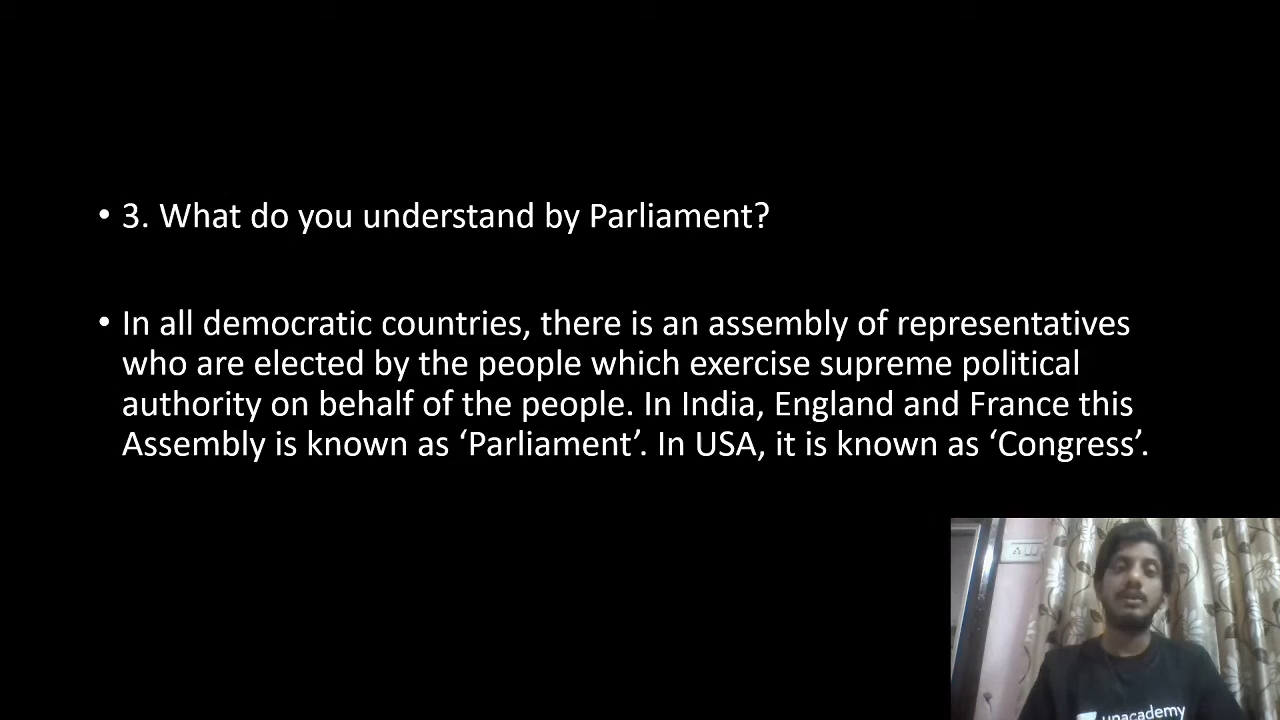 • 3. What do you understand by Parliament?
• In all democratic countries, there is an assembly of representatives
who are elected by the people which exercise supreme political
authority on behalf of the people. In India, England and France this
Assembly is known as ‘Parliament’. In USA, it is known as ‘Congress’.
unacademy